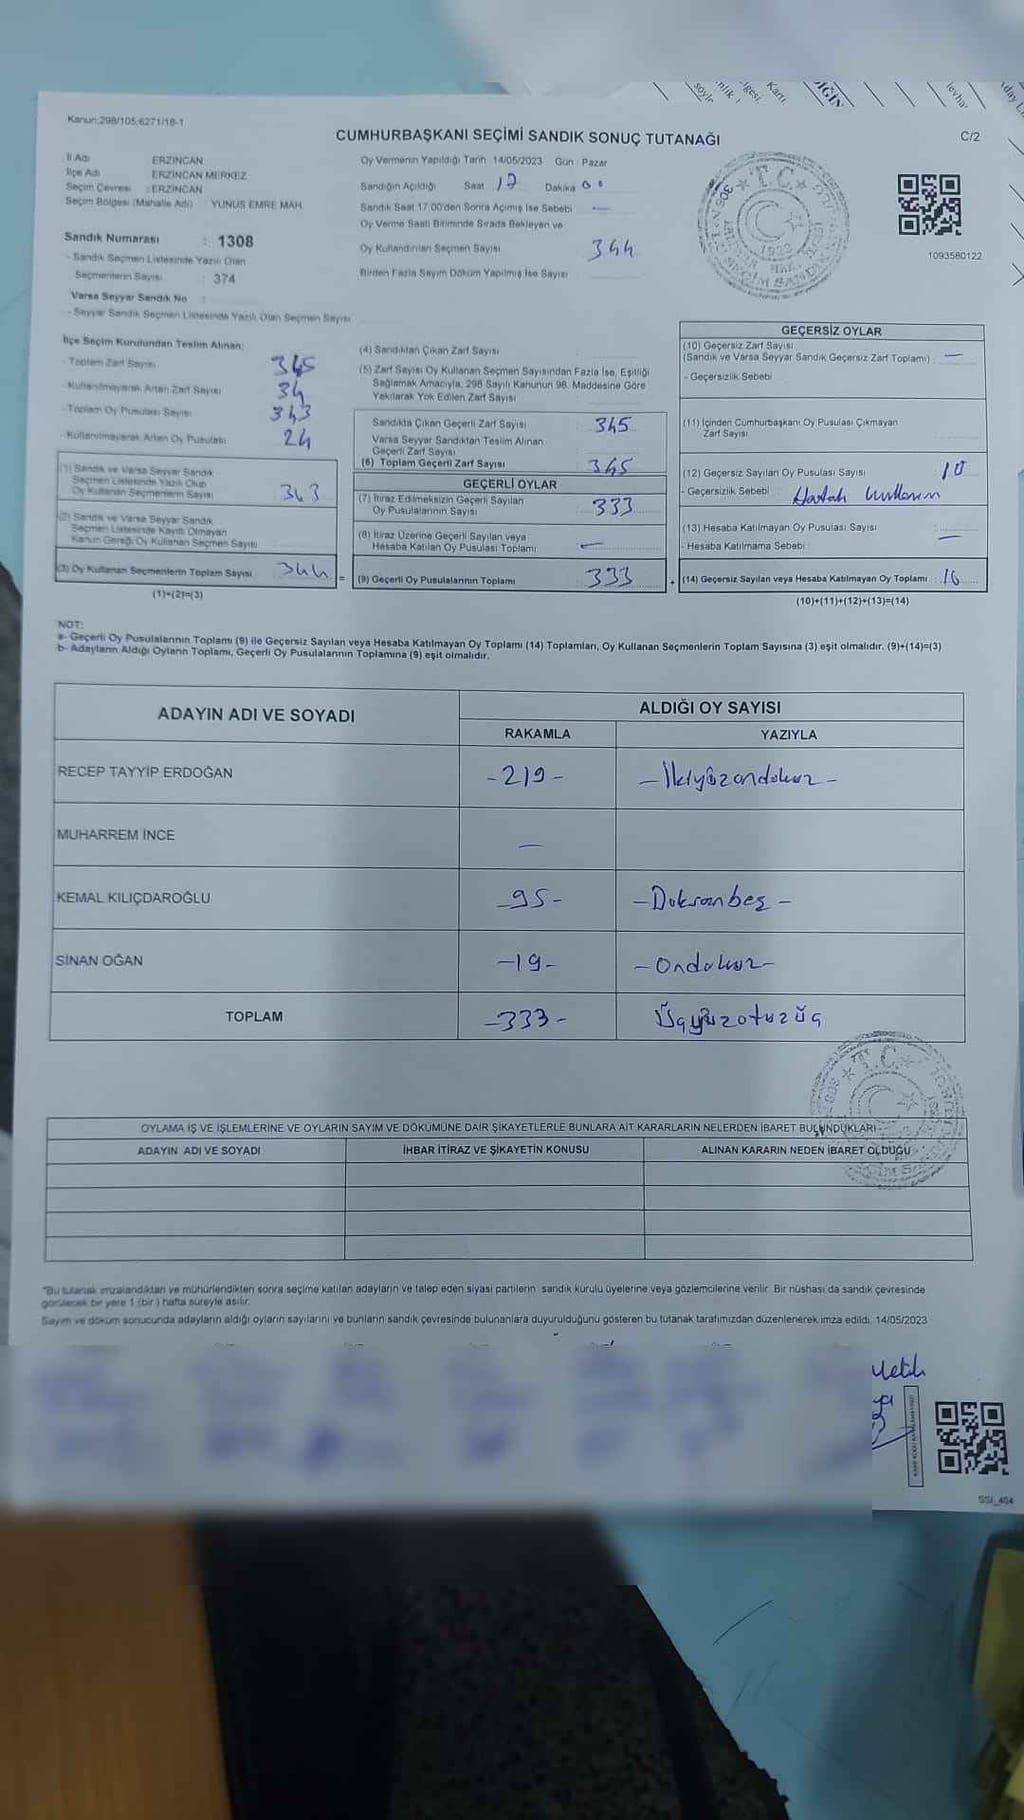 Kanun:298/105;6271/18-1
CUMHURBAŞKANI SEÇİMİ SANDIK SONUÇ TUTANAĞI
C/2
İl Adı ERZİNCAN
İlçe Adı ERZİNCAN MERKEZ
Seçim Çevresi : ERZİNCAN
Seçim Bölgesi (Mahalle Adı) YUNUS EMRE MAH.
Sandık Numarası : 1308
- Sandık Seçmen Listesinde Yazılı Olan
Seçmenlerin Sayısı : 374
Varsa Seyyar Sandık No :
- Seyyar Sandık Seçmen Listesinde Yazılı Olan Seçmen Sayısı
Oy Vermenin Yapıldığı Tarih 14/05/2023 Gün : Pazar
Sandığın Açıldığı Saat 17 Dakika 00
Sandık Saat 17:00'den Sonra Açımış İse Sebebi —
Oy Verme Saati Bitiminde Sırada Bekleyen ve
Oy Kullandırılan Seçmen Sayısı 344
Birden Fazla Sayım Döküm Yapılmış İse Sayısı
1093580122
İlçe Seçim Kurulundan Teslim Alınan:
- Toplam Zarf Sayısı 345
- Kullanılmayarak Artan Zarf Sayısı 34
- Toplam Oy Pusulası Sayısı 343
- Kullanılmayarak Artan Oy Pusulası 24
(1) Sandık ve Varsa Seyyar Sandık
Seçmen Listesinde Yazılı Olup
Oy Kullanan Seçmenlerin Sayısı 343
(2) Sandık ve Varsa Seyyar Sandık
Seçmen Listesinde Kayıtlı Olmayan
Kanun Gereği Oy Kullanan Seçmen Sayısı
(3) Oy Kullanan Seçmenlerin Toplam Sayısı 344 =
(1)+(2)=(3)
(4) Sandıktan Çıkan Zarf Sayısı
(5) Zarf Sayısı Oy Kullanan Seçmen Sayısından Fazla İse, Eşitliği
Sağlamak Amacıyla, 298 Sayılı Kanunun 98. Maddesine Göre
Yakılarak Yok Edilen Zarf Sayısı
Sandıkta Çıkan Geçerli Zarf Sayısı : 345
Varsa Seyyar Sandıktan Teslim Alınan
Geçerli Zarf Sayısı
(6) Toplam Geçerli Zarf Sayısı 345
GEÇERLİ OYLAR
(7) İtiraz Edilmeksizin Geçerli Sayılan
Oy Pusulalarının Sayısı 333
(8) İtiraz Üzerine Geçerli Sayılan veya
Hesaba Katılan Oy Pusulası Toplamı —
(9) Geçerli Oy Pusulalarının Toplamı 333 +
GEÇERSİZ OYLAR
(10) Geçersiz Zarf Sayısı
(Sandık ve Varsa Seyyar Sandık Geçersiz Zarf Toplamı) —
- Geçersizlik Sebebi
(11) İçinden Cumhurbaşkanı Oy Pusulası Çıkmayan
Zarf Sayısı
(12) Geçersiz Sayılan Oy Pusulası Sayısı 10
- Geçersizlik Sebebi : Hatalı kullanım
(13) Hesaba Katılmayan Oy Pusulası Sayısı
- Hesaba Katılmama Sebebi —
(14) Geçersiz Sayılan veya Hesaba Katılmayan Oy Toplamı : 10
(10)+(11)+(12)+(13)=(14)
NOT:
a- Geçerli Oy Pusulalarının Toplamı (9) ile Geçersiz Sayılan veya Hesaba Katılmayan Oy Toplamı (14) Toplamları, Oy Kullanan Seçmenlerin Toplam Sayısına (3) eşit olmalıdır. (9)+(14)=(3)
b- Adayların Aldığı Oyların Toplamı, Geçerli Oy Pusulalarının Toplamına (9) eşit olmalıdır.
ADAYIN ADI VE SOYADI
ALDIĞI OY SAYISI
RAKAMLA YAZIYLA
RECEP TAYYİP ERDOĞAN -219- -İkiyüzondokuz-
MUHARREM İNCE —
KEMAL KILIÇDAROĞLU -95- -Doksanbeş-
SİNAN OĞAN -19- -Ondokuz-
TOPLAM -333- Üçyüzotuzüç
OYLAMA İŞ VE İŞLEMLERİNE VE OYLARIN SAYIM VE DÖKÜMÜNE DAİR ŞİKAYETLERLE BUNLARA AİT KARARLARIN NELERDEN İBARET BULUNDUKLARI
ADAYIN ADI VE SOYADI İHBAR İTİRAZ VE ŞİKAYETİN KONUSU ALINAN KARARIN NEDEN İBARET OLDUĞU
*Bu tutanak imzalandıktan ve mühürlendikten sonra seçime katılan adayların ve talep eden siyasi partilerin sandık kurulu üyelerine veya gözlemcilerine verilir. Bir nüshası da sandık çevresinde
görülecek bir yere 1 (bir ) hafta süreyle asılır.
Sayım ve döküm sonucunda adayların aldığı oyların sayılarını ve bunların sandık çevresinde bulunanlara duyurulduğunu gösteren bu tutanak tarafımızdan düzenlenerek imza edildi. 14/05/2023
SSI_404